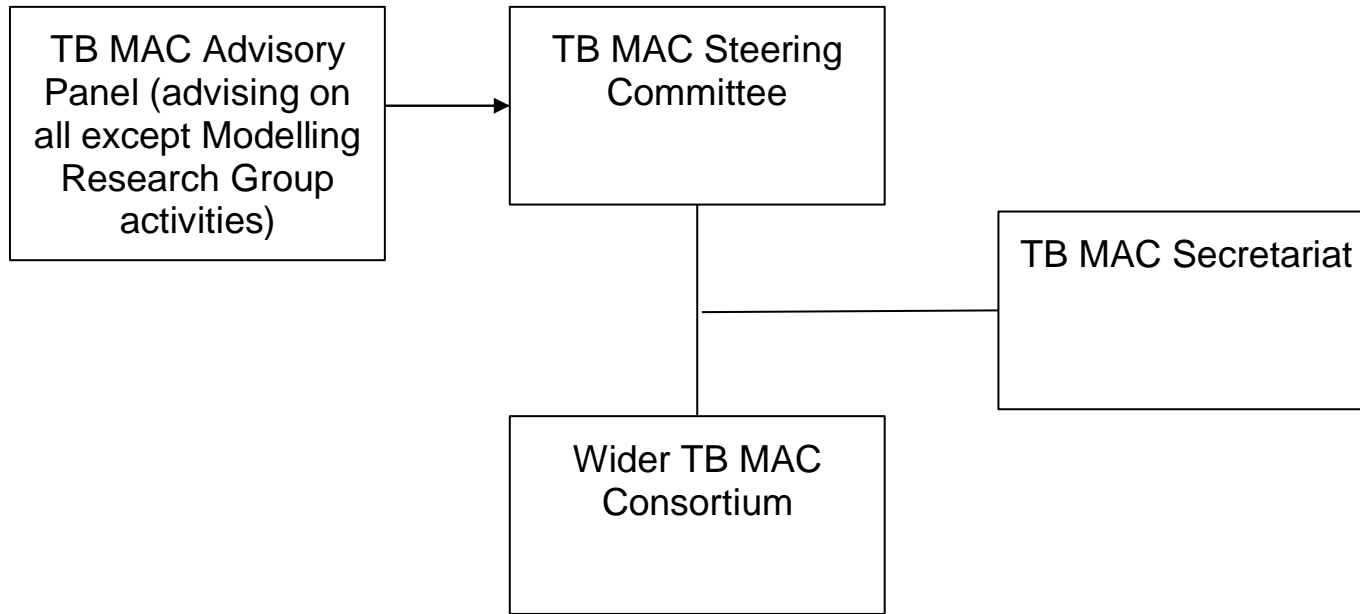 TB MAC Advisory
Panel (advising on
all except Modelling
Research Group
activities)
TB MAC Steering
Committee
TB MAC Secretariat
Wider TB MAC
Consortium